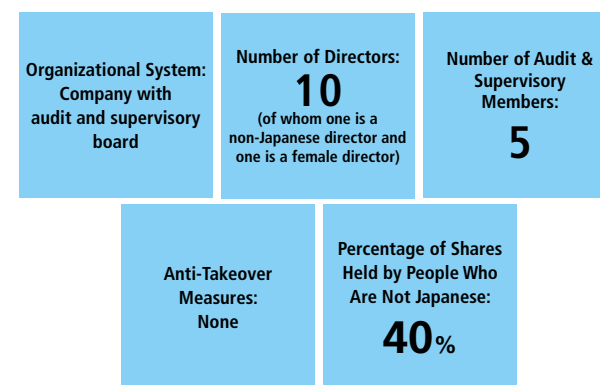 Organizational System:
Company with
audit and supervisory
board
Number of Directors:
10
(of whom one is a
non-Japanese director and
one is a female director)
Number of Audit &
Supervisory
Members:
5
Anti-Takeover
Measures:
None
Percentage of Shares
Held by People Who
Are Not Japanese:
40%